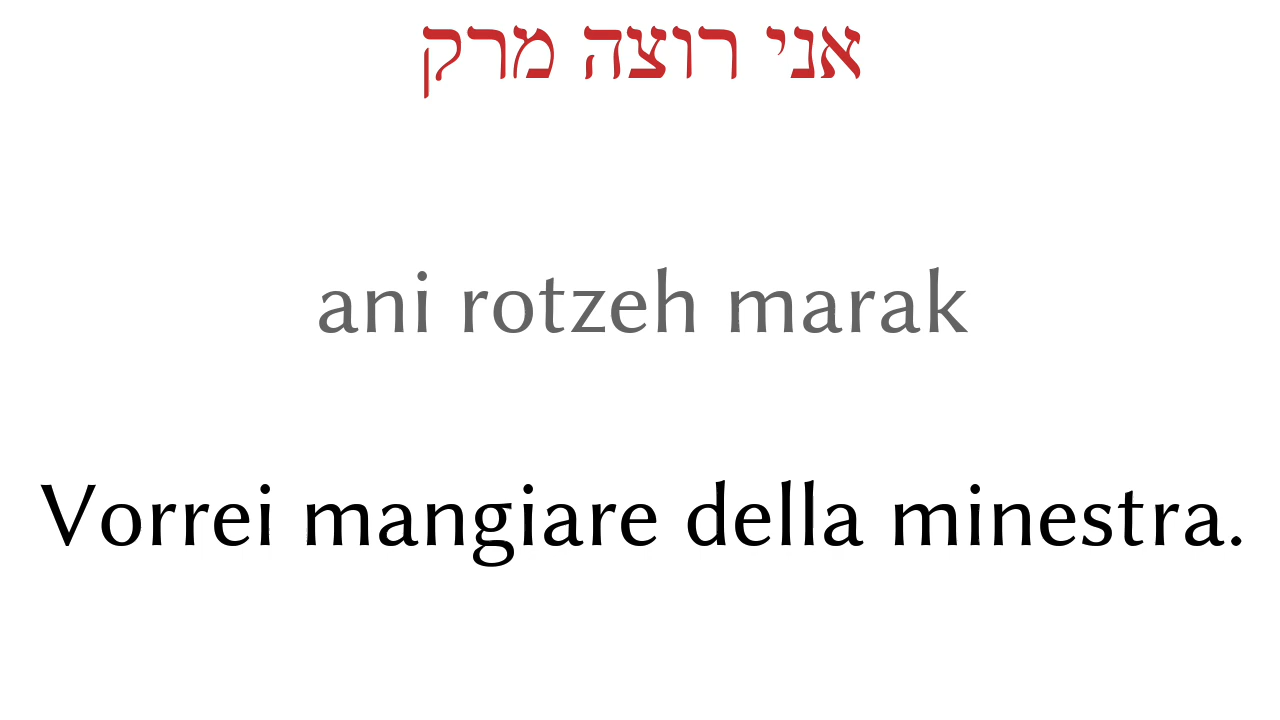 אני רוצה מרק
ani rotzeh marak
Vorrei mangiare della minestra.